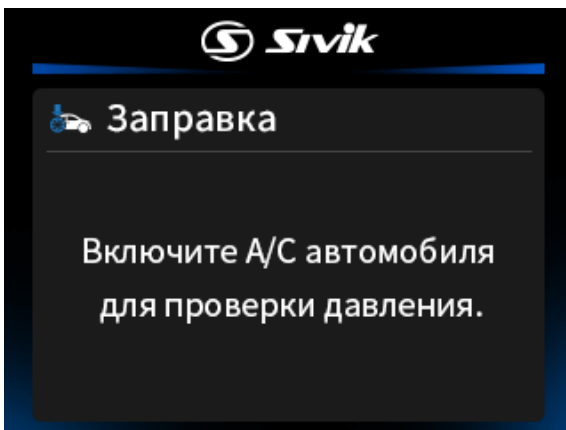 Sivik
Заправка
Включите A/C автомобиля
для проверки давления.